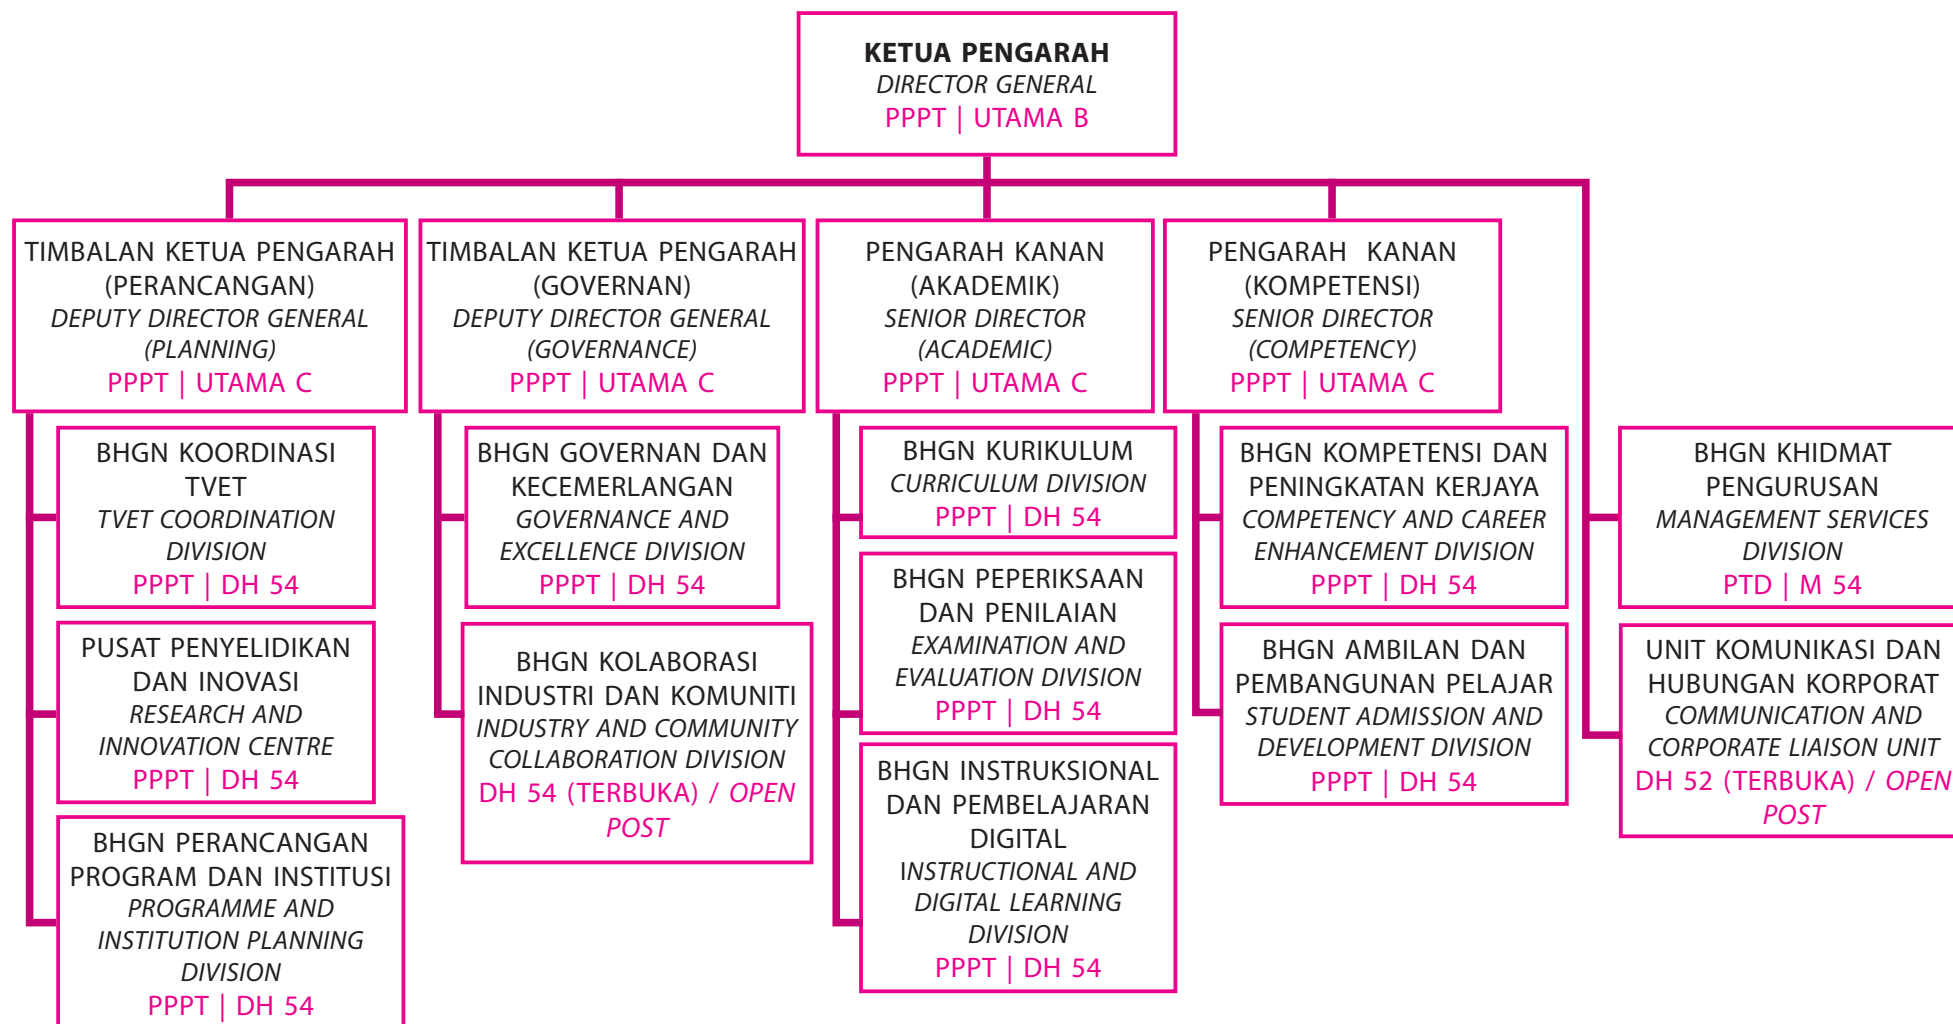 KETUA PENGARAH
DIRECTOR GENERAL
PPPT | UTAMA B
TIMBALAN KETUA PENGARAH
(PERANCANGAN)
DEPUTY DIRECTOR GENERAL
(PLANNING)
PPPT | UTAMA C
BHGN KOORDINASI
TVET
TVET COORDINATION
DIVISION
PPPT | DH 54
PUSAT PENYELIDIKAN
DAN INOVASI
RESEARCH AND
INNOVATION CENTRE
PPPT | DH 54
BHGN PERANCANGAN
PROGRAM DAN INSTITUSI
PROGRAMME AND
INSTITUTION PLANNING
DIVISION
PPPT | DH 54
TIMBALAN KETUA PENGARAH
(GOVERNAN)
DEPUTY DIRECTOR GENERAL
(GOVERNANCE)
PPPT | UTAMA C
BHGN GOVERNAN DAN
KECEMERLANGAN
GOVERNANCE AND
EXCELLENCE DIVISION
PPPT | DH 54
BHGN KOLABORASI
INDUSTRI DAN KOMUNITI
INDUSTRY AND COMMUNITY
COLLABORATION DIVISION
DH 54 (TERBUKA) / OPEN
POST
PENGARAH KANAN
(AKADEMIK)
SENIOR DIRECTOR
(ACADEMIC)
PPPT | UTAMA C
BHGN KURIKULUM
CURRICULUM DIVISION
PPPT | DH 54
BHGN PEPERIKSAAN
DAN PENILAIAN
EXAMINATION AND
EVALUATION DIVISION
PPPT | DH 54
BHGN INSTRUKSIONAL
DAN PEMBELAJARAN
DIGITAL
INSTRUCTIONAL AND
DIGITAL LEARNING
DIVISION
PPPT | DH 54
PENGARAH KANAN
(KOMPETENSI)
SENIOR DIRECTOR
(COMPETENCY)
PPPT | UTAMA C
BHGN KOMPETENSI DAN
PENINGKATAN KERJAYA
COMPETENCY AND CAREER
ENHANCEMENT DIVISION
PPPT | DH 54
BHGN AMBILAN DAN
PEMBANGUNAN PELAJAR
STUDENT ADMISSION AND
DEVELOPMENT DIVISION
PPPT | DH 54
BHGN KHIDMAT
PENGURUSAN
MANAGEMENT SERVICES
DIVISION
PTD | M 54
UNIT KOMUNIKASI DAN
HUBUNGAN KORPORAT
COMMUNICATION AND
CORPORATE LIAISON UNIT
DH 52 (TERBUKA) / OPEN
POST